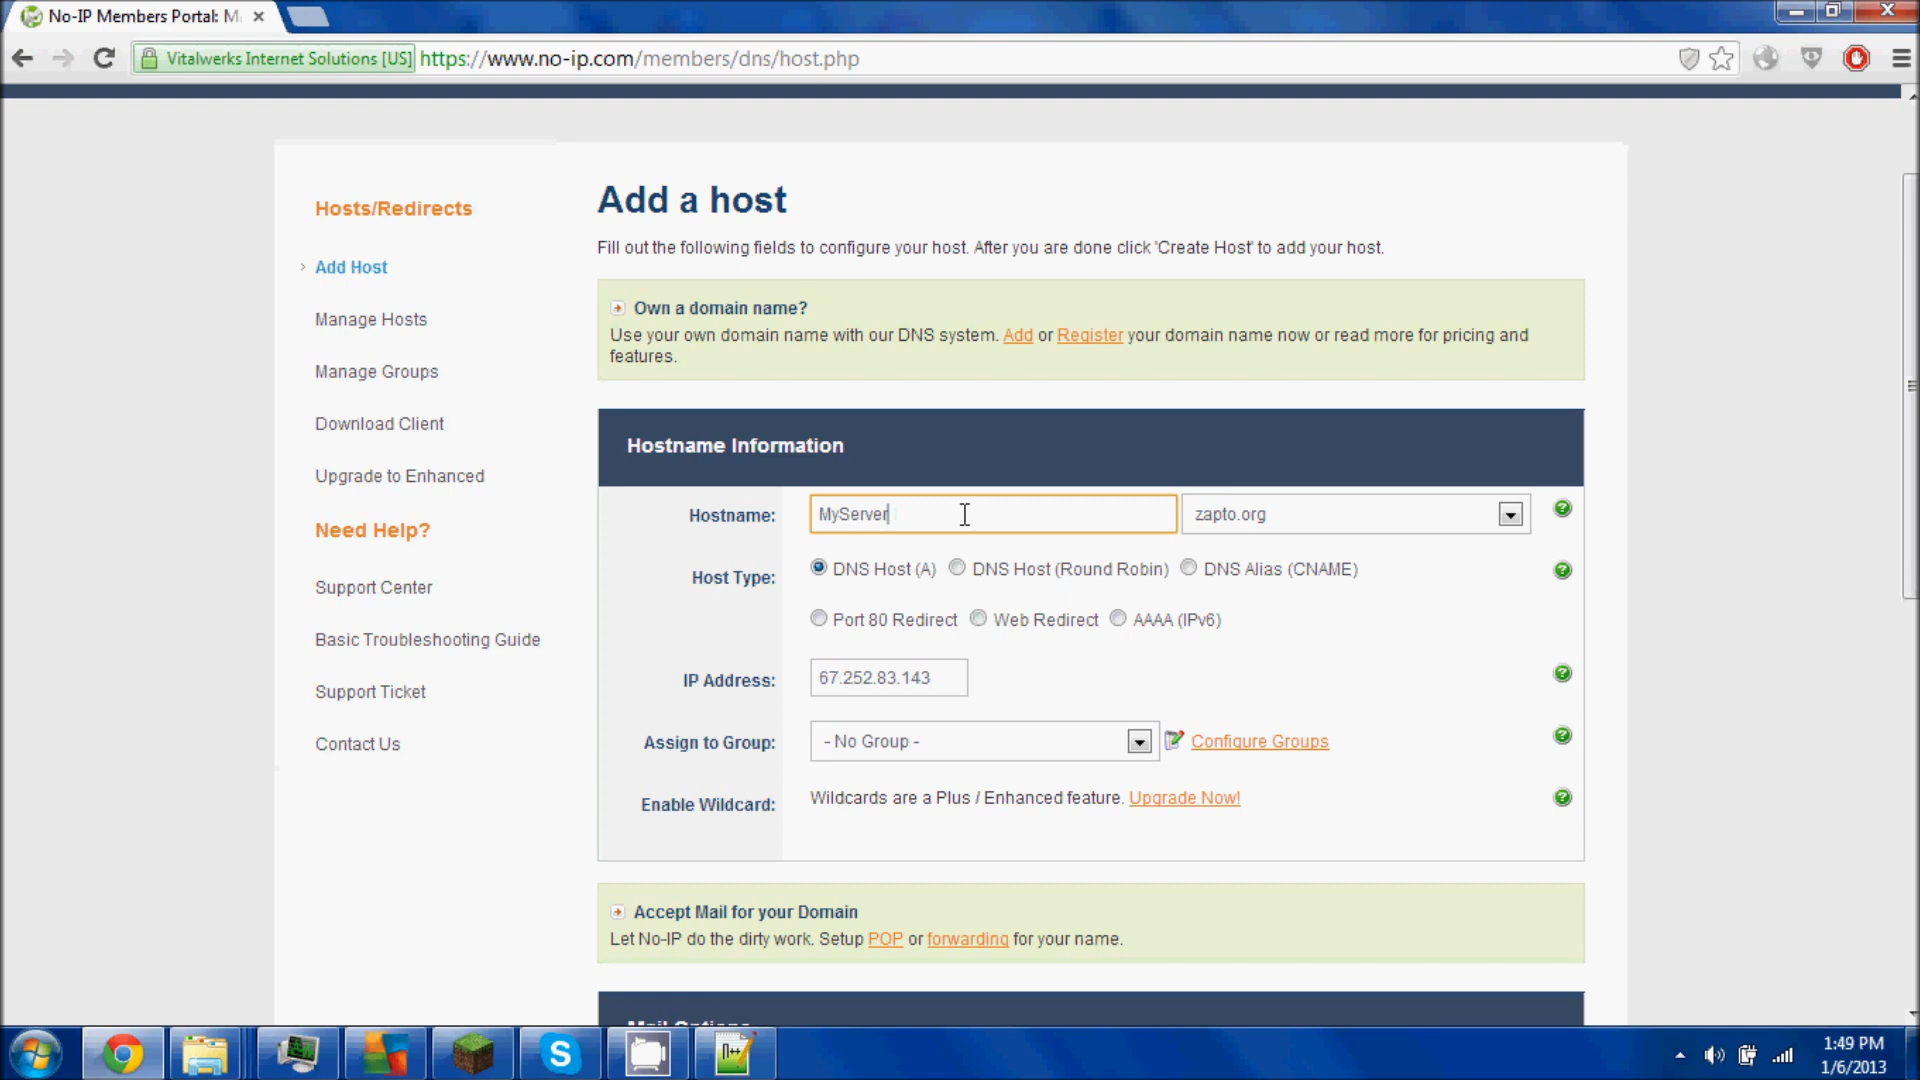 No-IP Members Portal: M
Vitalwerks Internet Solutions [US] https://www.no-ip.com/members/dns/host.php
Hosts/Redirects
Add Host
Manage Hosts
Manage Groups
Download Client
Upgrade to Enhanced
Need Help?
Support Center
Basic Troubleshooting Guide
Support Ticket
Contact Us
Add a host
Fill out the following fields to configure your host. After you are done click 'Create Host' to add your host.
Own a domain name?
Use your own domain name with our DNS system. Add or Register your domain name now or read more for pricing and
features.
Hostname Information
Hostname: MyServer zapto.org
Host Type: DNS Host (A) DNS Host (Round Robin) DNS Alias (CNAME)
Port 80 Redirect Web Redirect AAAA (IPv6)
IP Address: 67.252.83.143
Assign to Group: - No Group - Configure Groups
Enable Wildcard: Wildcards are a Plus / Enhanced feature. Upgrade Now!
Accept Mail for your Domain
Let No-IP do the dirty work. Setup POP or forwarding for your name.
Mail Options
1:49 PM
1/6/2013